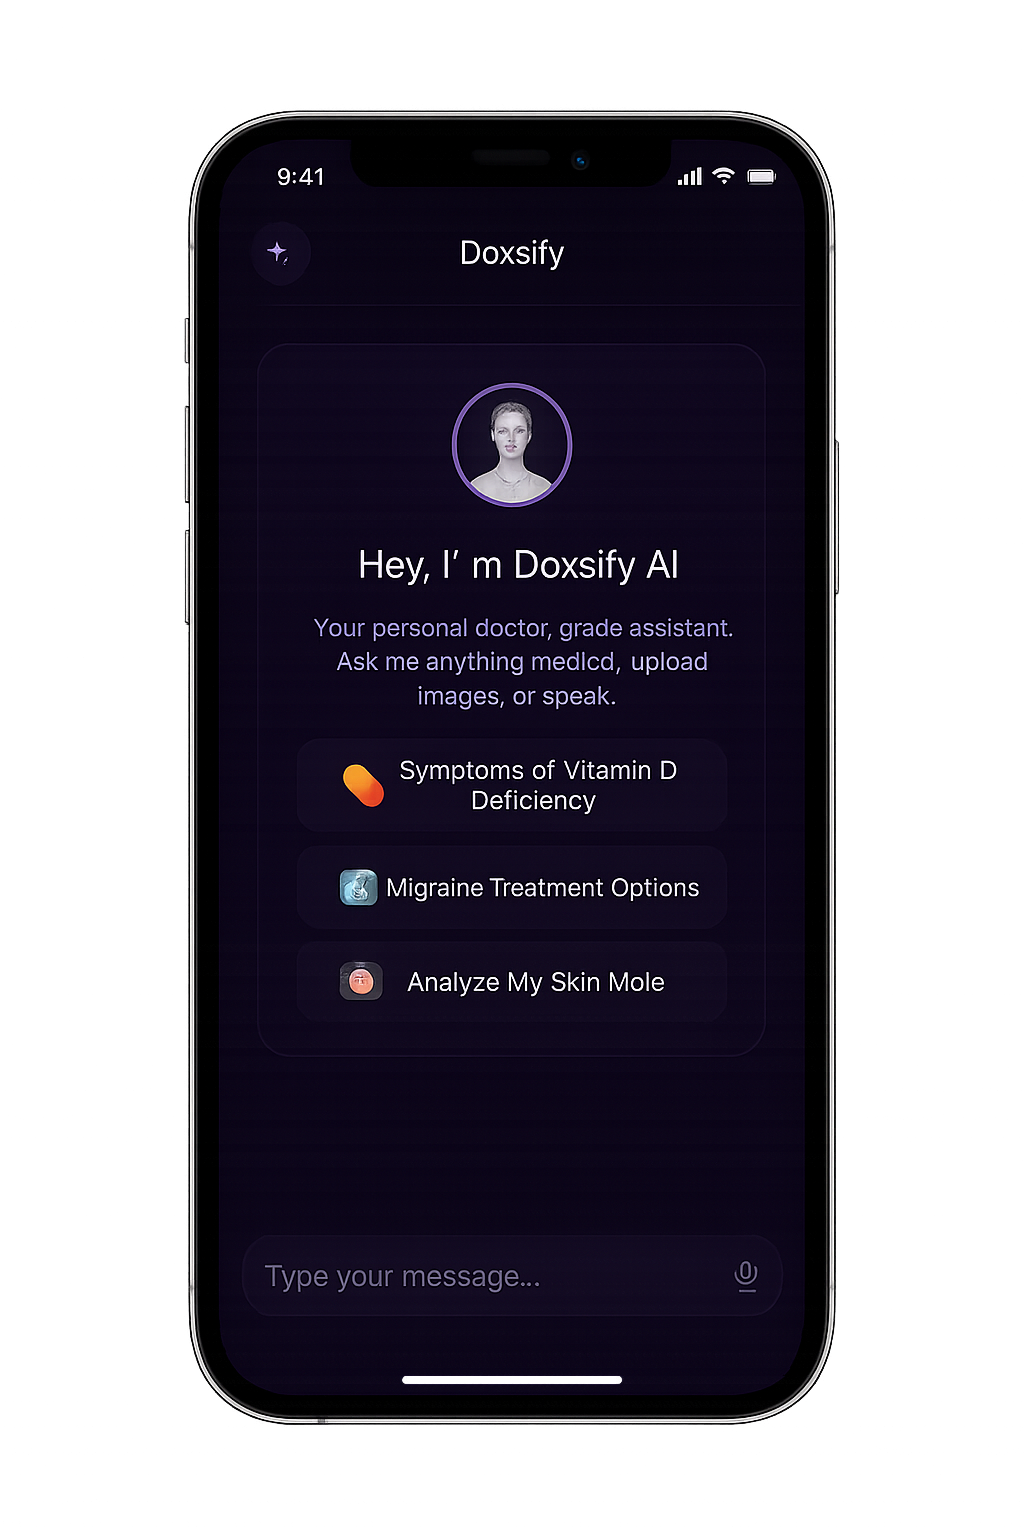 9:41
Doxsify
Hey, I’ m Doxsify AI
Your personal doctor, grade assistant.
Ask me anything medlcd, upload
images, or speak.
Symptoms of Vitamin D
Deficiency
Migraine Treatment Options
Analyze My Skin Mole
Type your message...